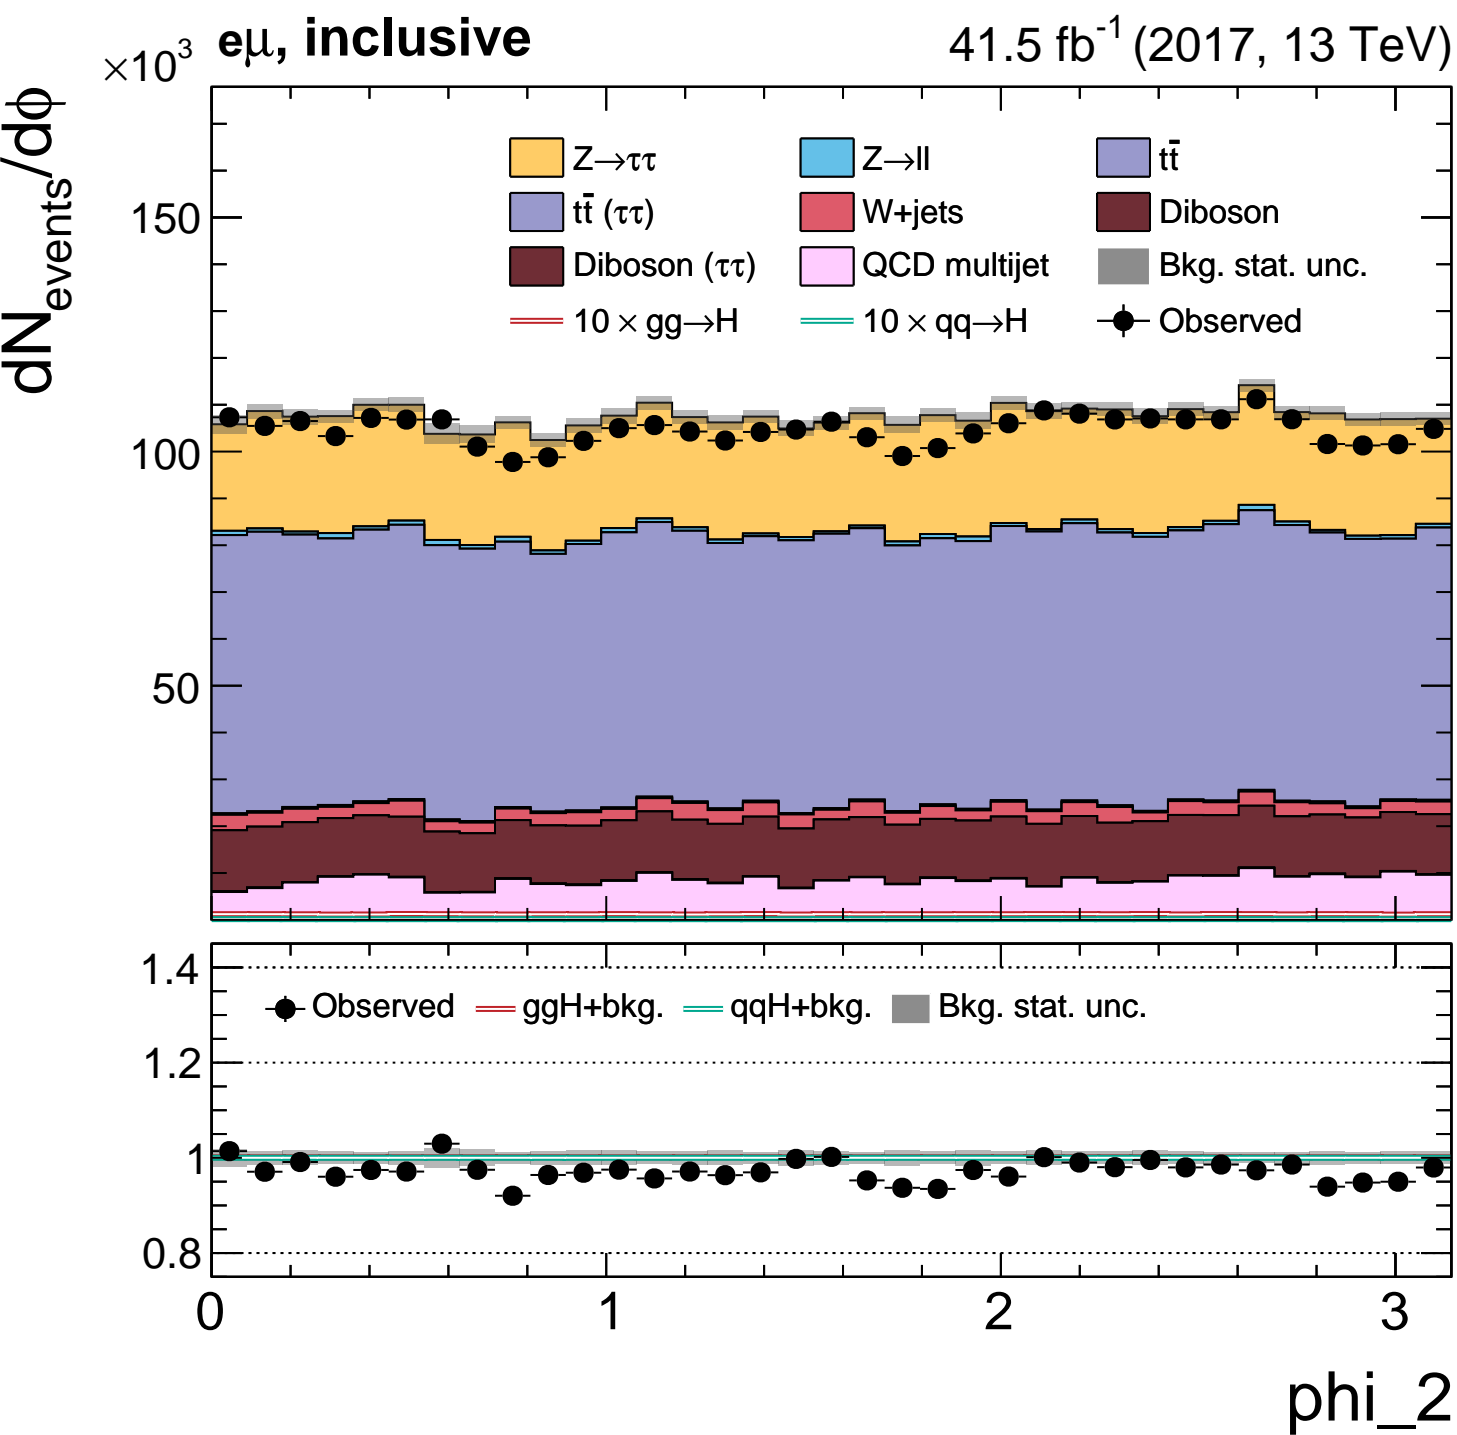 ×10³ eμ, inclusive 41.5 fb⁻¹ (2017, 13 TeV)
dN_events/dϕ
Z→ττ Z→ll tt̄
tt̄ (ττ) W+jets Diboson
Diboson (ττ) QCD multijet Bkg. stat. unc.
10 × gg→H 10 × qq→H Observed
150
100
50
1.4
Observed ggH+bkg. qqH+bkg. Bkg. stat. unc.
1.2
1
0.8
0 1 2 3
phi_2